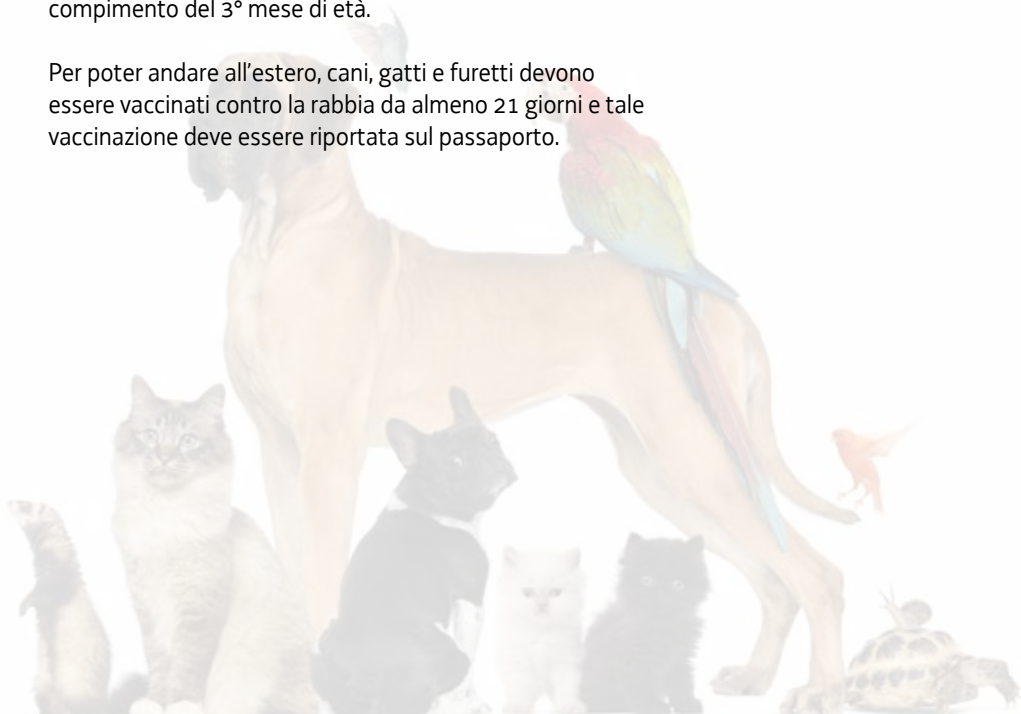 compimento del 3° mese di età.
Per poter andare all'estero, cani, gatti e furetti devono
essere vaccinati contro la rabbia da almeno 21 giorni e tale
vaccinazione deve essere riportata sul passaporto.